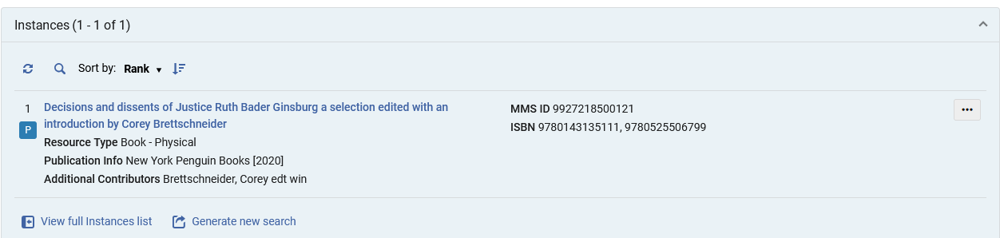 Instances (1 - 1 of 1)
Sort by: Rank
1 Decisions and dissents of Justice Ruth Bader Ginsburg a selection edited with an
P introduction by Corey Brettschneider
Resource Type Book - Physical
Publication Info New York Penguin Books [2020]
Additional Contributors Brettschneider, Corey edt win
MMS ID 9927218500121
ISBN 9780143135111, 9780525506799
View full Instances list Generate new search